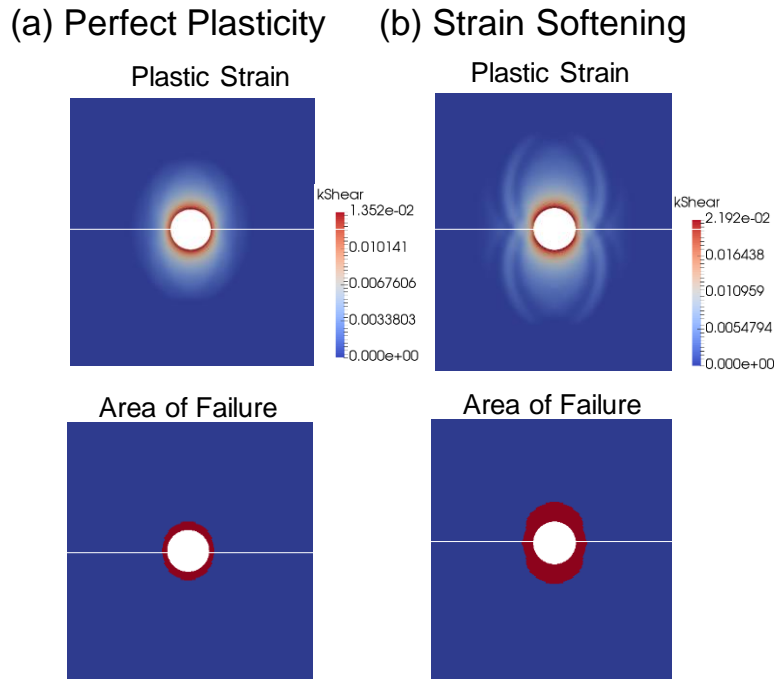 (a) Perfect Plasticity
(b) Strain Softening
Plastic Strain
Plastic Strain
kShear
1.352e-02
0.010141
0.0067606
0.0033803
0.000e+00
kShear
2.192e-02
0.016438
0.010959
0.0054794
0.000e+00
Area of Failure
Area of Failure